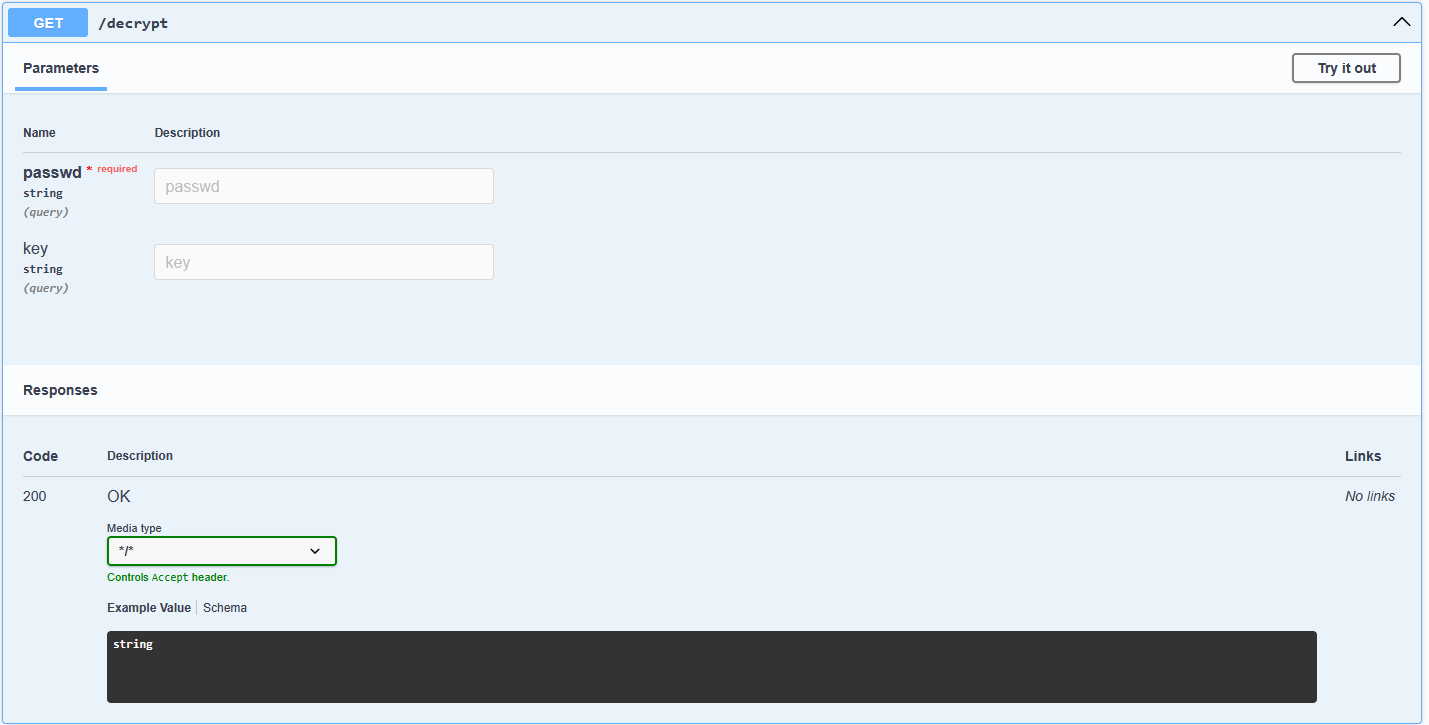 GET /decrypt
Parameters
Try it out
Name Description
passwd * required
string
(query)
passwd
key
string
(query)
key
Responses
Code Description Links
200 OK No links
Media type
*/*
Controls Accept header.
Example Value Schema
string